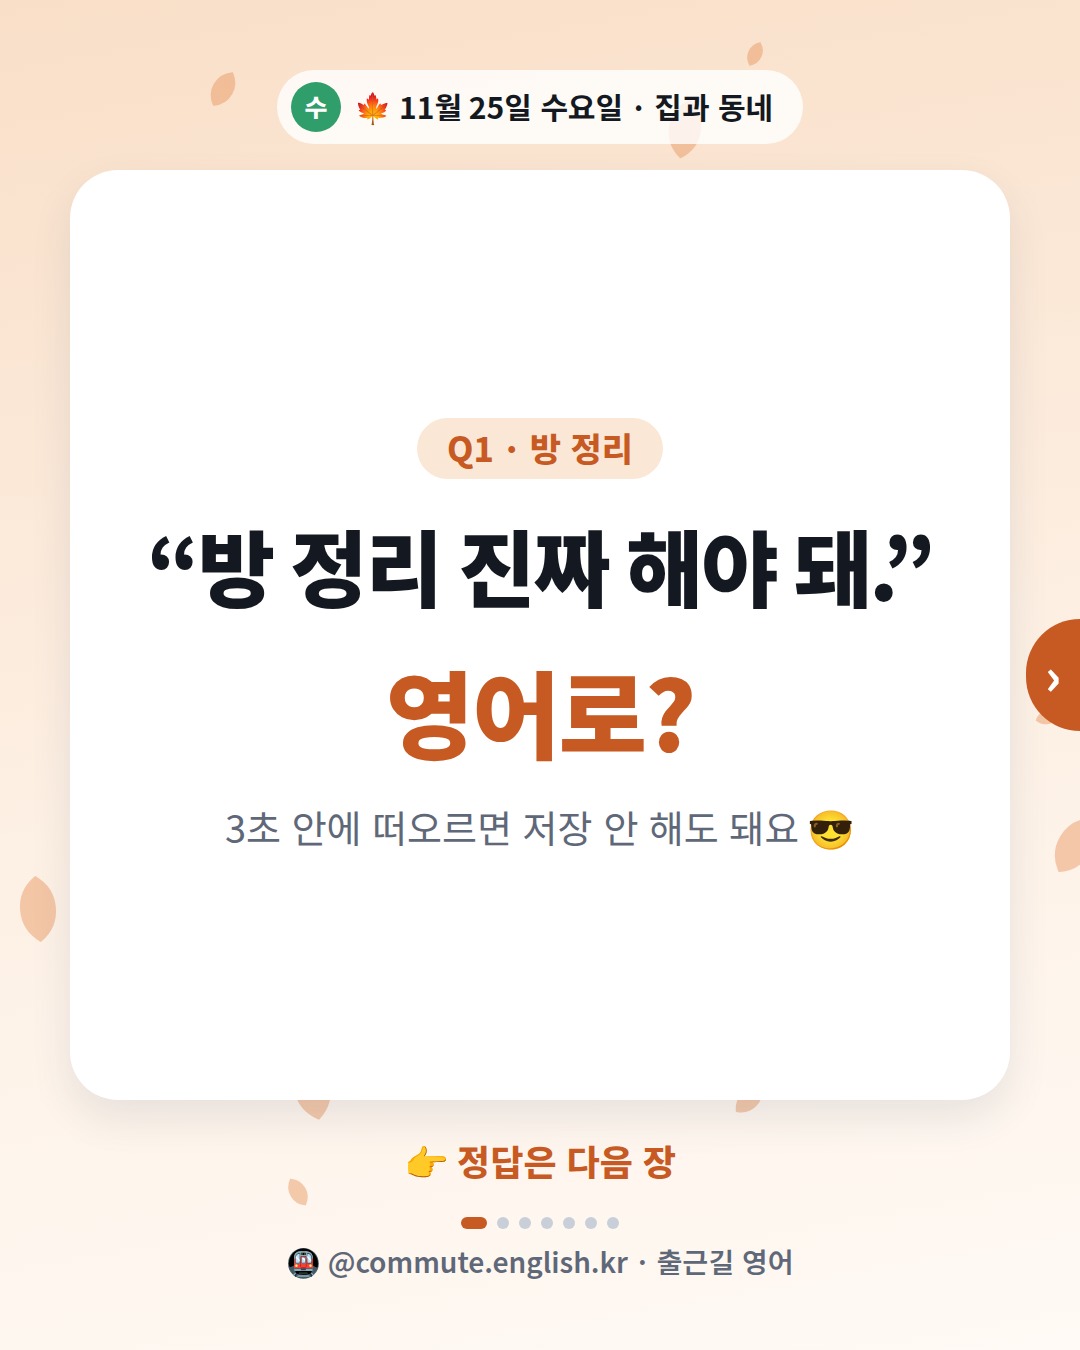 수 🍁 11월 25일 수요일 · 집과 동네
Q1 · 방 정리
“방 정리 진짜 해야 돼.”
영어로?
3초 안에 떠오르면 저장 안 해도 돼요 😎
›
👉 정답은 다음 장
🚇 @commute.english.kr · 출근길 영어